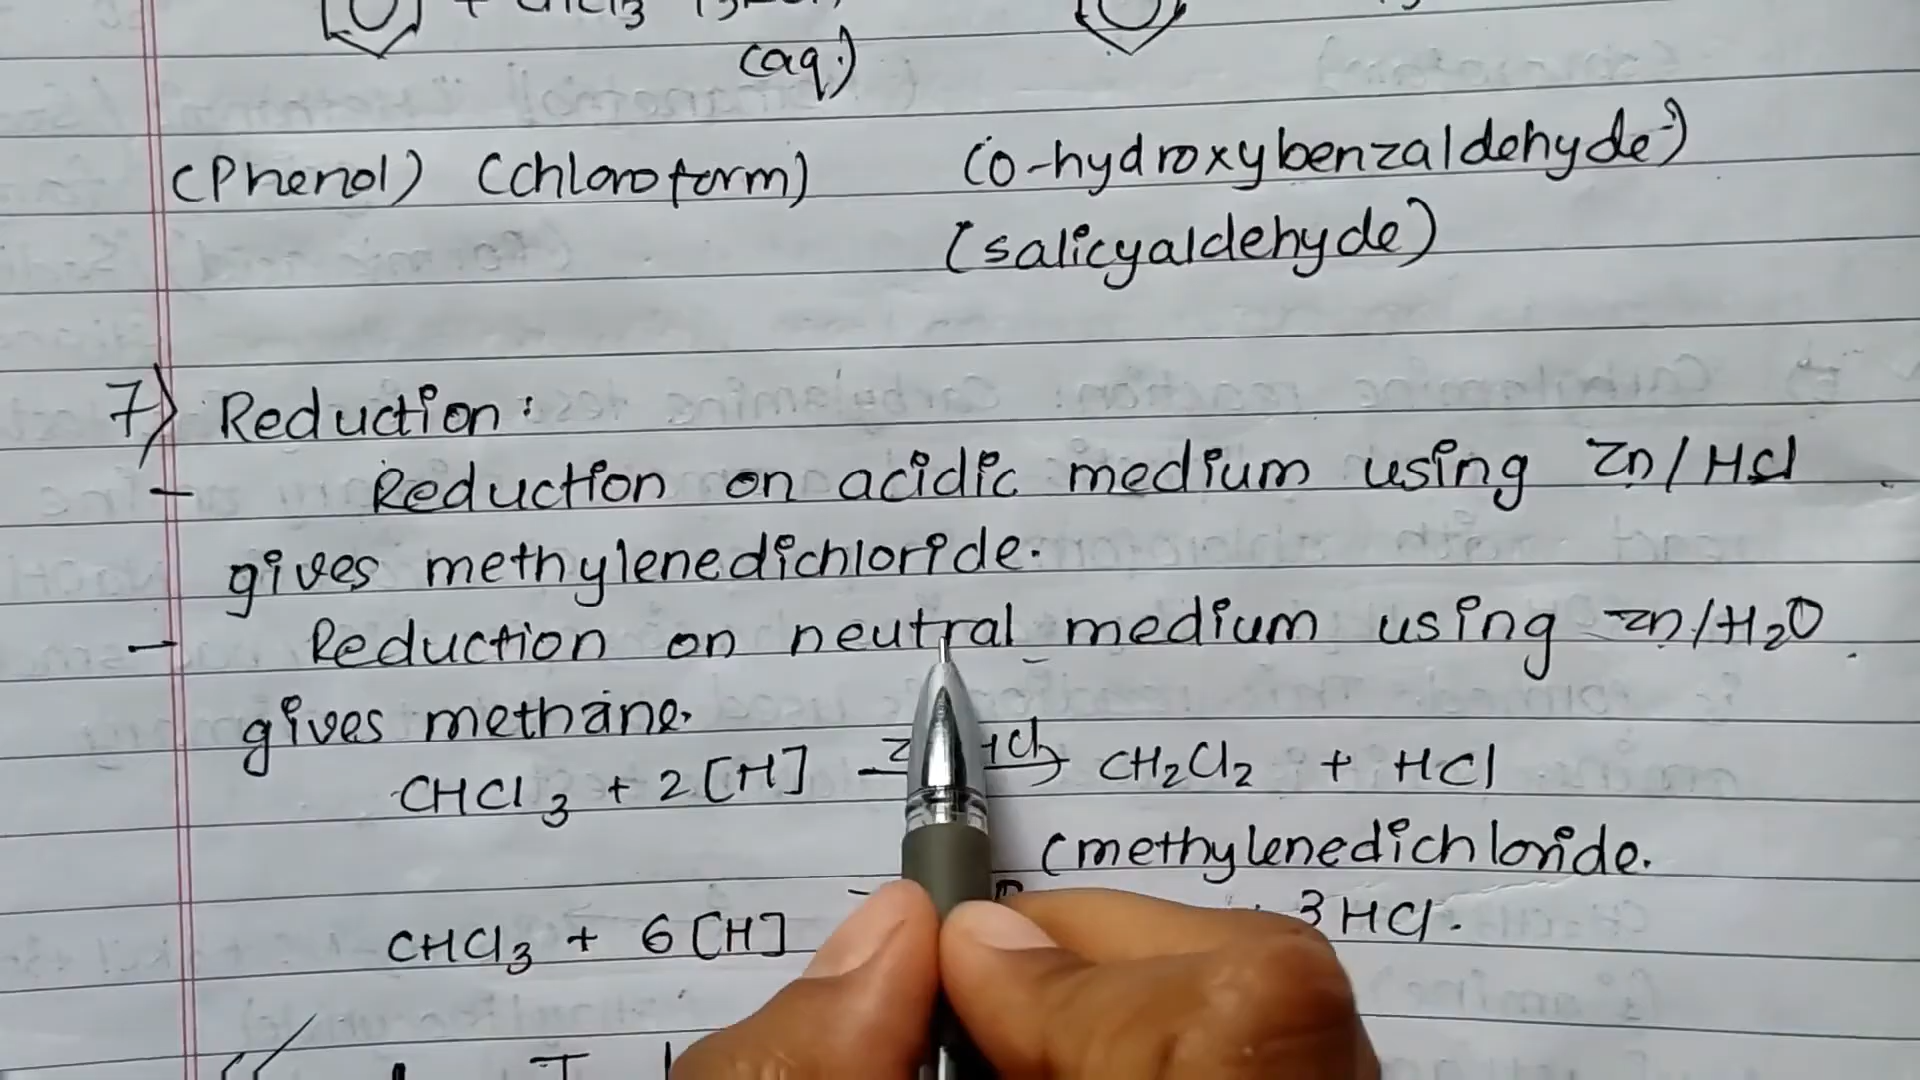 + CHCl3
(aq.)
(Phenol) (chloroform) (o-hydroxybenzaldehyde)
(salicyaldehyde)
7) Reduction:
- Reduction on acidic medium using Zn/HCl
gives methylenedichloride.
- Reduction on neutral medium using Zn/H2O
gives methane.
CHCl3 + 2[H] → CH2Cl2 + HCl
(methylenedichloride.
CHCl3 + 6[H] 3HCl.